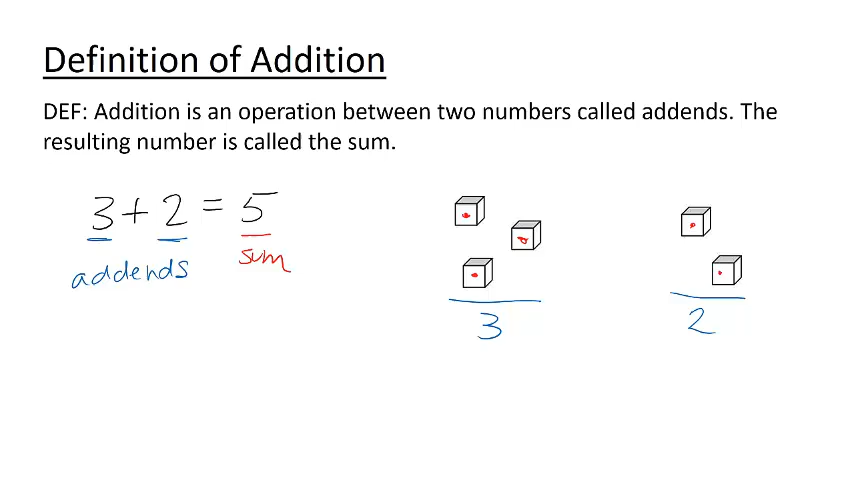 Definition of Addition
DEF: Addition is an operation between two numbers called addends. The
resulting number is called the sum.
3 + 2 = 5
addends sum
3 2